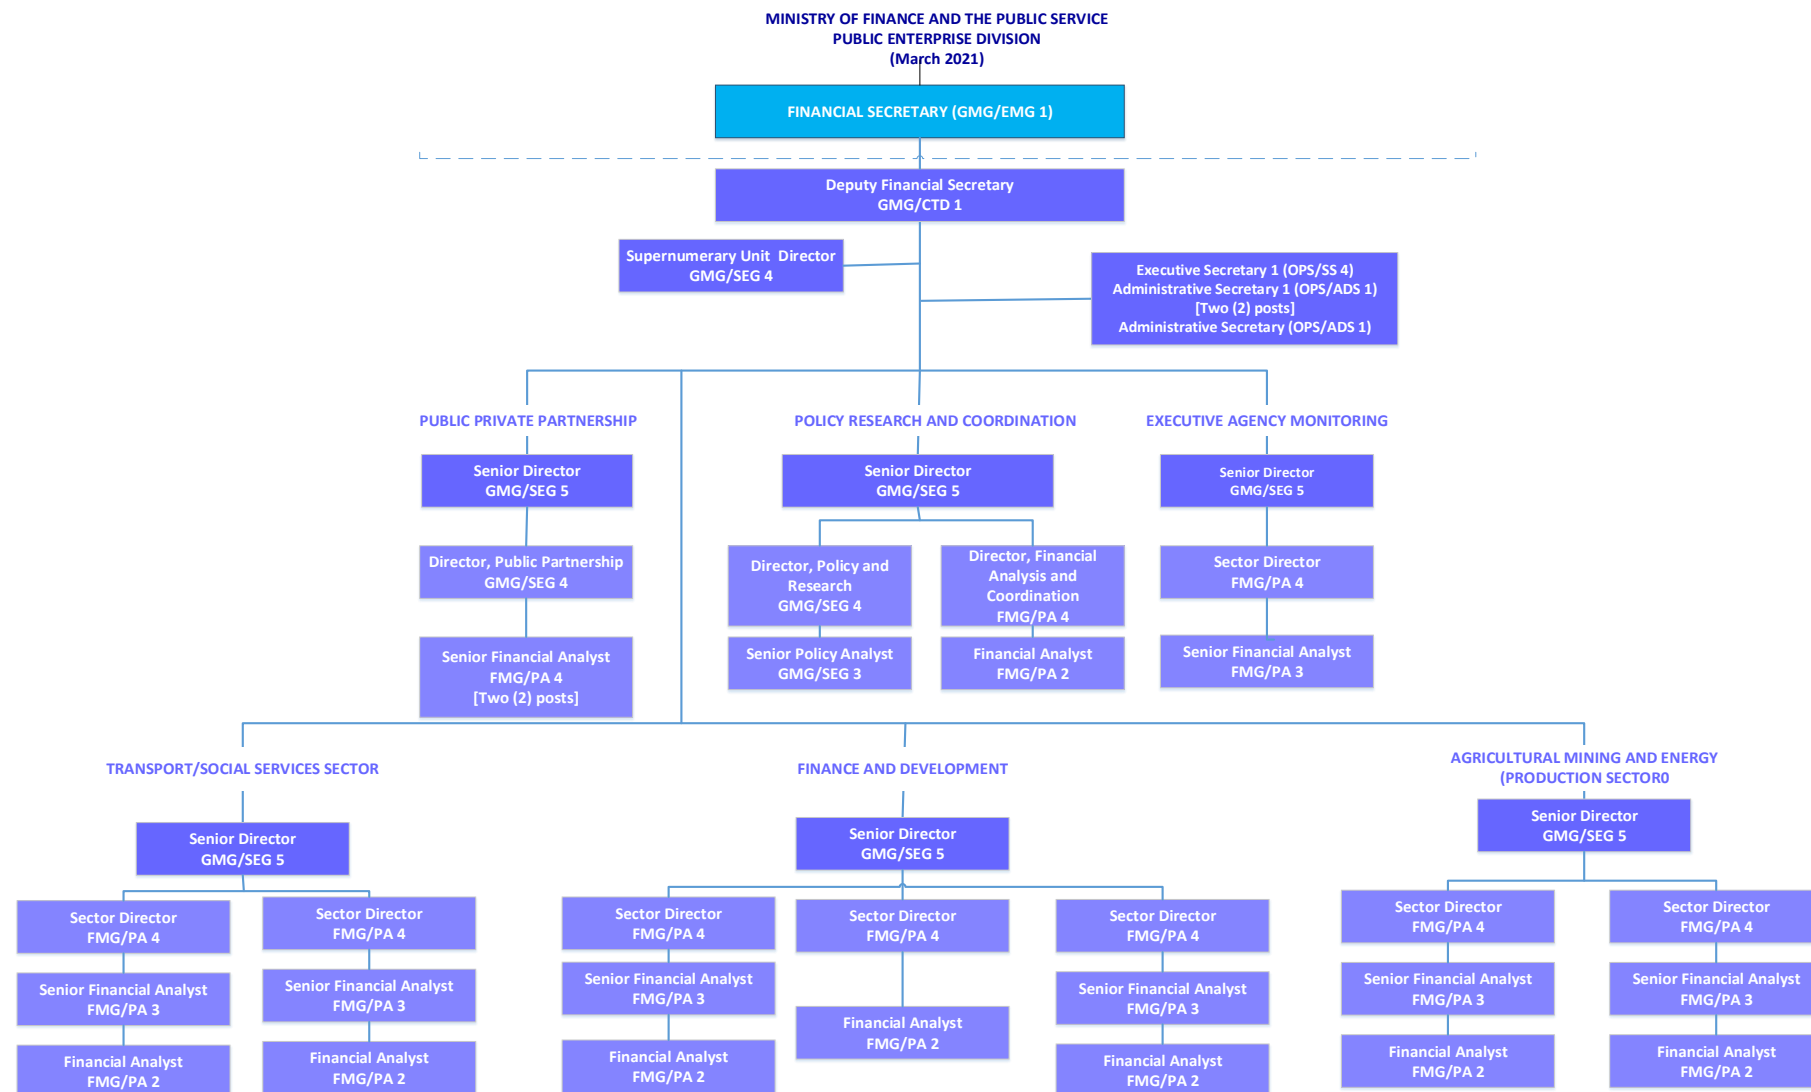 MINISTRY OF FINANCE AND THE PUBLIC SERVICE
PUBLIC ENTERPRISE DIVISION
(March 2021)
FINANCIAL SECRETARY (GMG/EMG 1)
Deputy Financial Secretary
GMG/CTD 1
Supernumerary Unit  Director
GMG/SEG 4
Executive Secretary 1 (OPS/SS 4)
Administrative Secretary 1 (OPS/ADS 1)
[Two (2) posts]
Administrative Secretary (OPS/ADS 1)
PUBLIC PRIVATE PARTNERSHIP
Senior Director
GMG/SEG 5
Director, Public Partnership
GMG/SEG 4
Senior Financial Analyst
FMG/PA 4
[Two (2) posts]
POLICY RESEARCH AND COORDINATION
Senior Director
GMG/SEG 5
Director, Policy and
Research
GMG/SEG 4
Senior Policy Analyst
GMG/SEG 3
Director, Financial
Analysis and
Coordination
FMG/PA 4
Financial Analyst
FMG/PA 2
EXECUTIVE AGENCY MONITORING
Senior Director
GMG/SEG 5
Sector Director
FMG/PA 4
Senior Financial Analyst
FMG/PA 3
TRANSPORT/SOCIAL SERVICES SECTOR
Senior Director
GMG/SEG 5
Sector Director
FMG/PA 4
Senior Financial Analyst
FMG/PA 3
Financial Analyst
FMG/PA 2
Sector Director
FMG/PA 4
Senior Financial Analyst
FMG/PA 3
Financial Analyst
FMG/PA 2
FINANCE AND DEVELOPMENT
Senior Director
GMG/SEG 5
Sector Director
FMG/PA 4
Senior Financial Analyst
FMG/PA 3
Financial Analyst
FMG/PA 2
Sector Director
FMG/PA 4
Financial Analyst
FMG/PA 2
Sector Director
FMG/PA 4
Senior Financial Analyst
FMG/PA 3
Financial Analyst
FMG/PA 2
AGRICULTURAL MINING AND ENERGY
(PRODUCTION SECTOR0
Senior Director
GMG/SEG 5
Sector Director
FMG/PA 4
Senior Financial Analyst
FMG/PA 3
Financial Analyst
FMG/PA 2
Sector Director
FMG/PA 4
Senior Financial Analyst
FMG/PA 3
Financial Analyst
FMG/PA 2